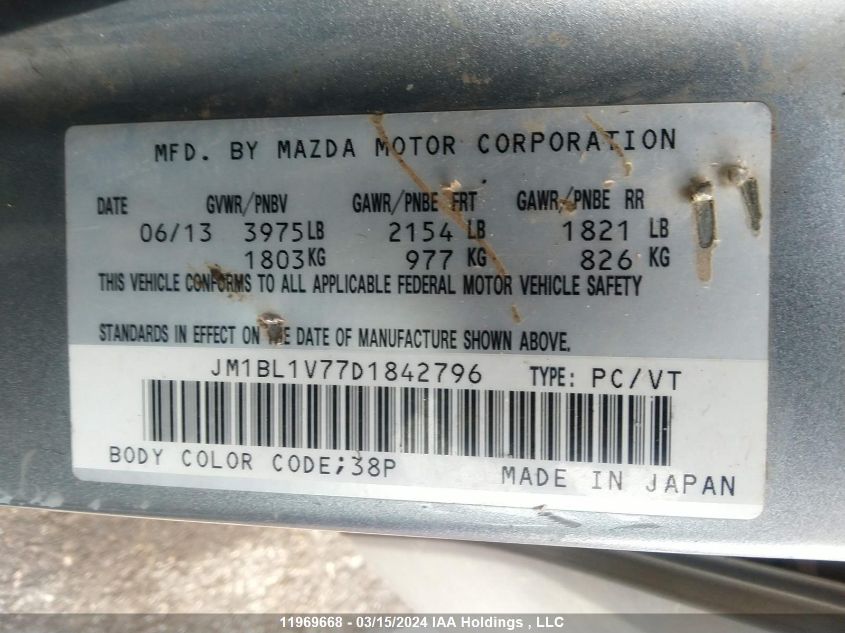 MFD. BY MAZDA MOTOR CORPORATION
DATE GVWR/PNBV GAWR/PNBE FRT GAWR/PNBE RR
06/13 3975LB 2154 LB 1821 LB
1803KG 977 KG 826 KG
THIS VEHICLE CONFORMS TO ALL APPLICABLE FEDERAL MOTOR VEHICLE SAFETY
STANDARDS IN EFFECT ON THE DATE OF MANUFACTURE SHOWN ABOVE.
JM1BL1V77D1842796 TYPE: PC/VT
BODY COLOR CODE;38P MADE IN JAPAN
11969668 - 03/15/2024 IAA Holdings , LLC